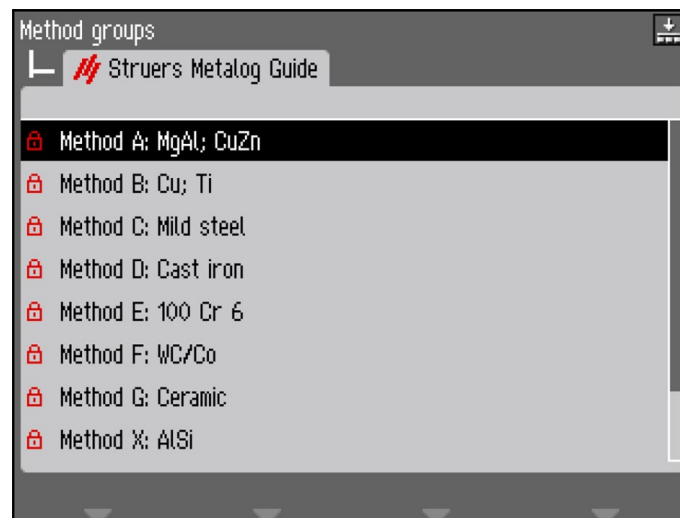 Method groups
Struers Metalog Guide
Method A: MgAl; CuZn
Method B: Cu; Ti
Method C: Mild steel
Method D: Cast iron
Method E: 100 Cr 6
Method F: WC/Co
Method G: Ceramic
Method X: AlSi